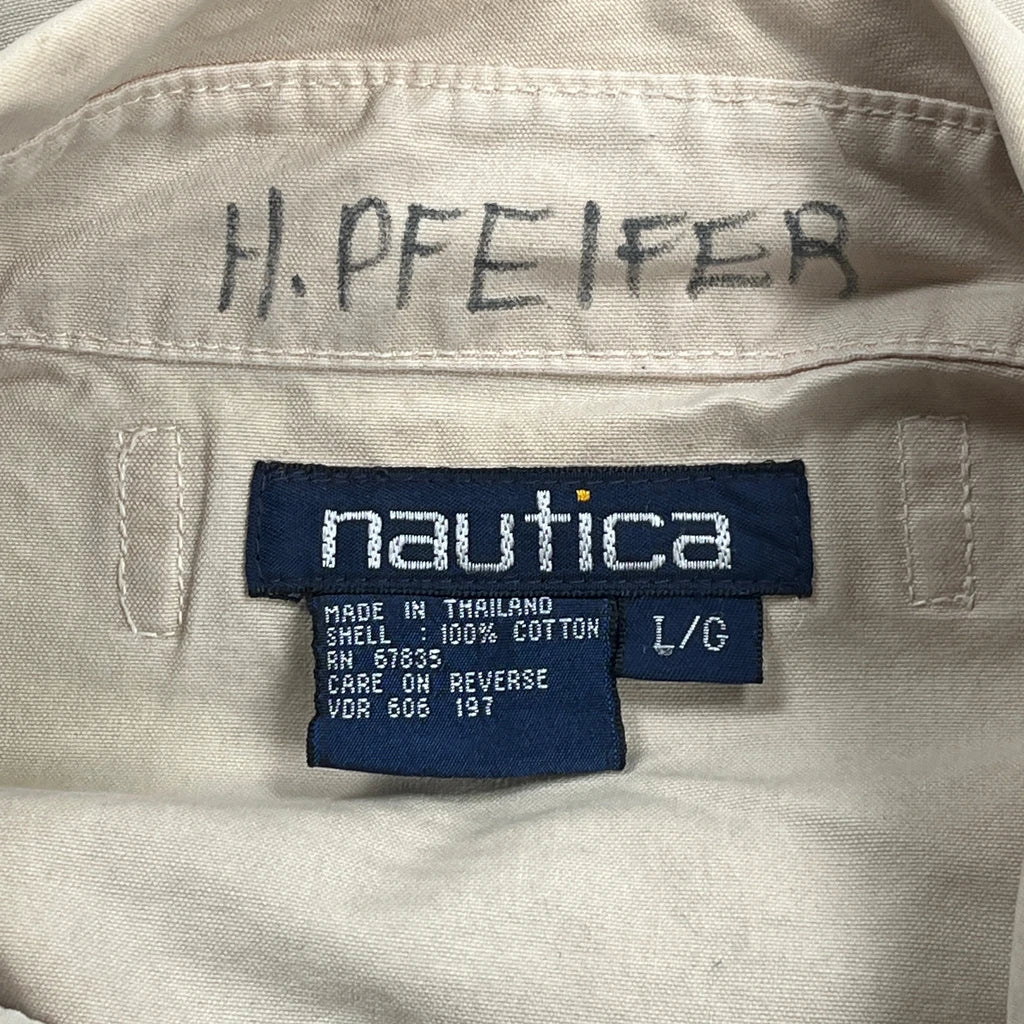 H. PFEIFER
nautica
MADE IN THAILAND
SHELL : 100% COTTON
RN 67835
CARE ON REVERSE
VDR 606 197
L/G